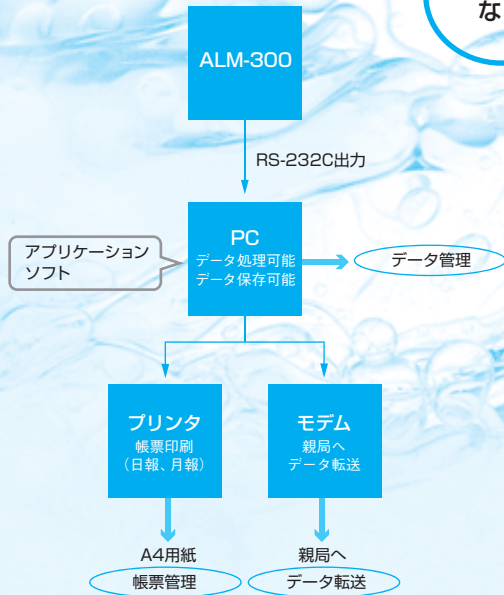 な
ALM-300
RS-232C出力
アプリケーション
ソフト
PC
データ処理可能
データ保存可能
データ管理
プリンタ
帳票印刷
（日報、月報）
モデム
親局へ
データ転送
A4用紙
帳票管理
親局へ
データ転送